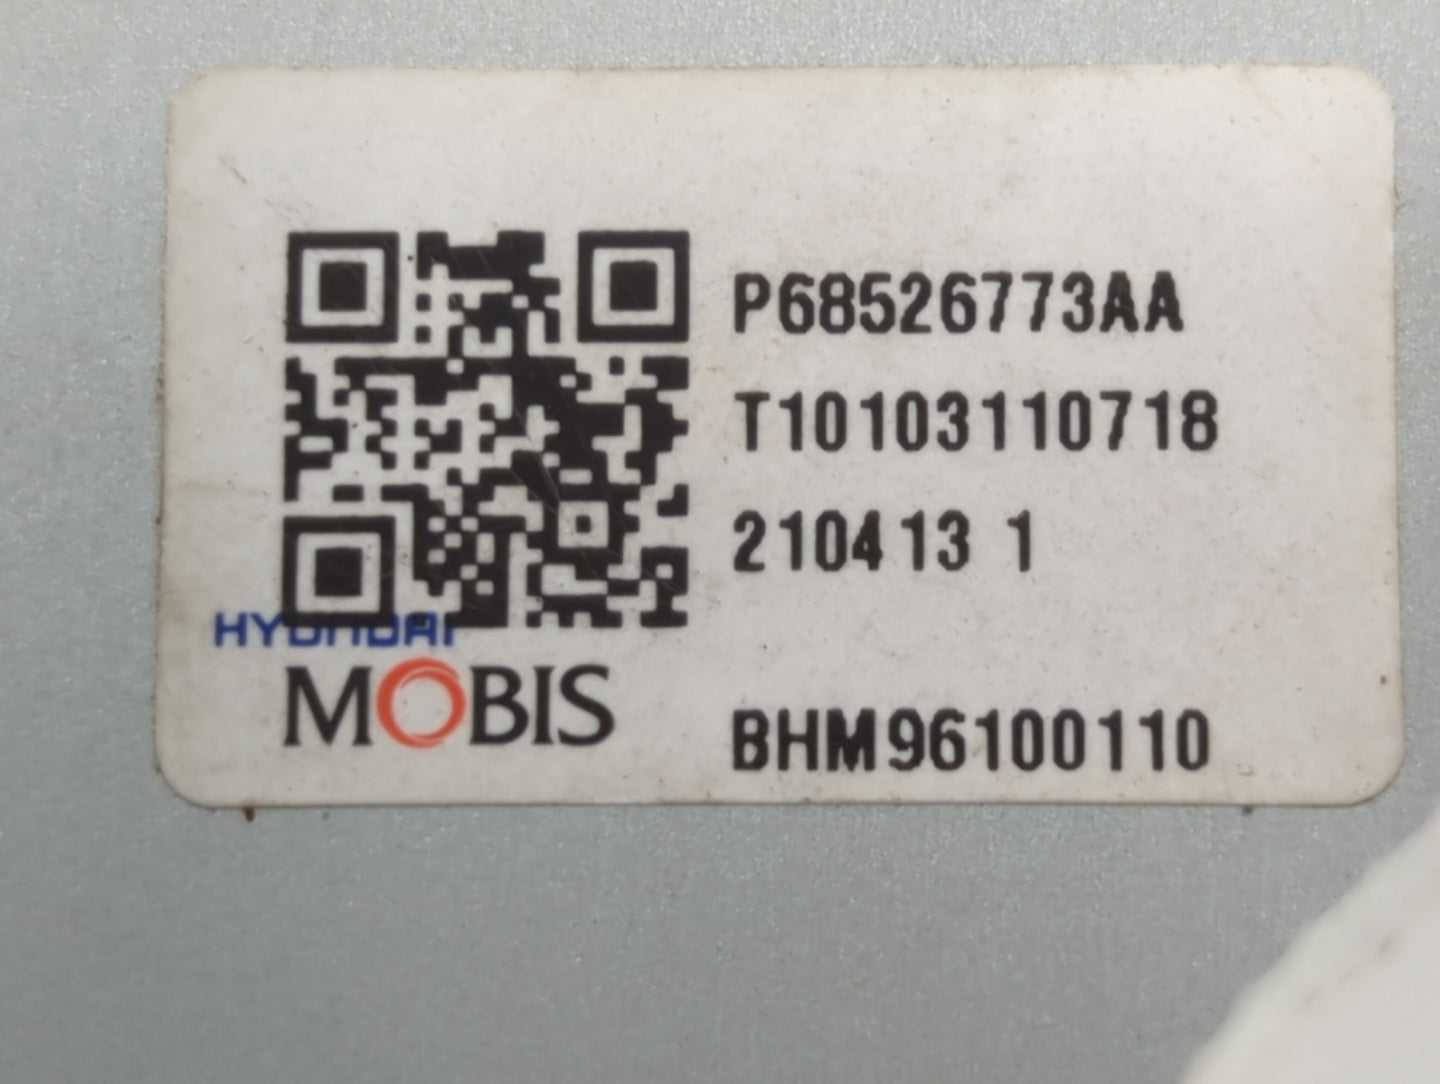 P68526773AA
T10103110718
210413 1
HYUNDAI
MOBIS
BHM96100110